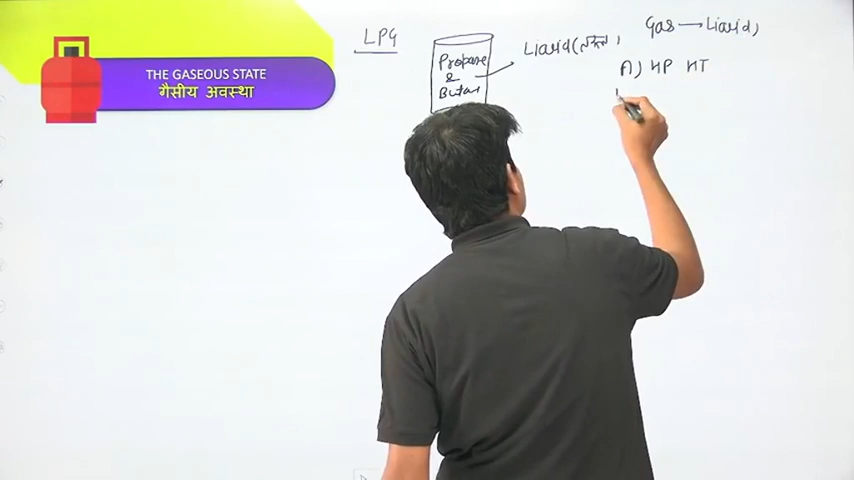 THE GASEOUS STATE
गैसीय अवस्था
LPG
Propane
&
Butan
Liquid
Gas → Liquid
A) HP HT